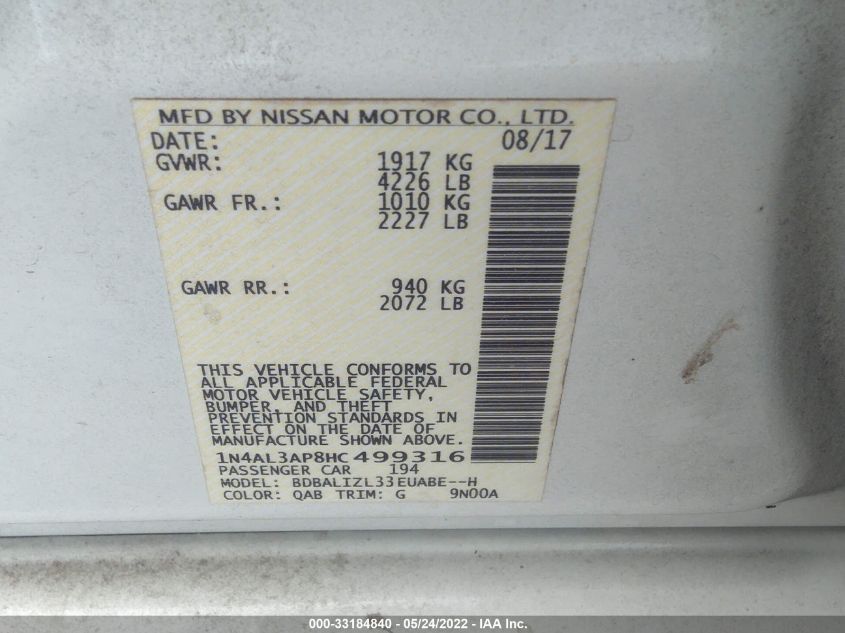 MFD BY NISSAN MOTOR CO., LTD.
DATE: 08/17
GVWR: 1917 KG
4226 LB
GAWR FR.: 1010 KG
2227 LB
GAWR RR.: 940 KG
2072 LB
THIS VEHICLE CONFORMS TO
ALL APPLICABLE FEDERAL
MOTOR VEHICLE SAFETY,
BUMPER, AND THEFT
PREVENTION STANDARDS IN
EFFECT ON THE DATE OF
MANUFACTURE SHOWN ABOVE.
1N4AL3AP8HC499316
PASSENGER CAR 194
MODEL: BDBALIZL33EUABE--H
COLOR: QAB TRIM: G 9N00A
000-33184840 - 05/24/2022 - IAA Inc.